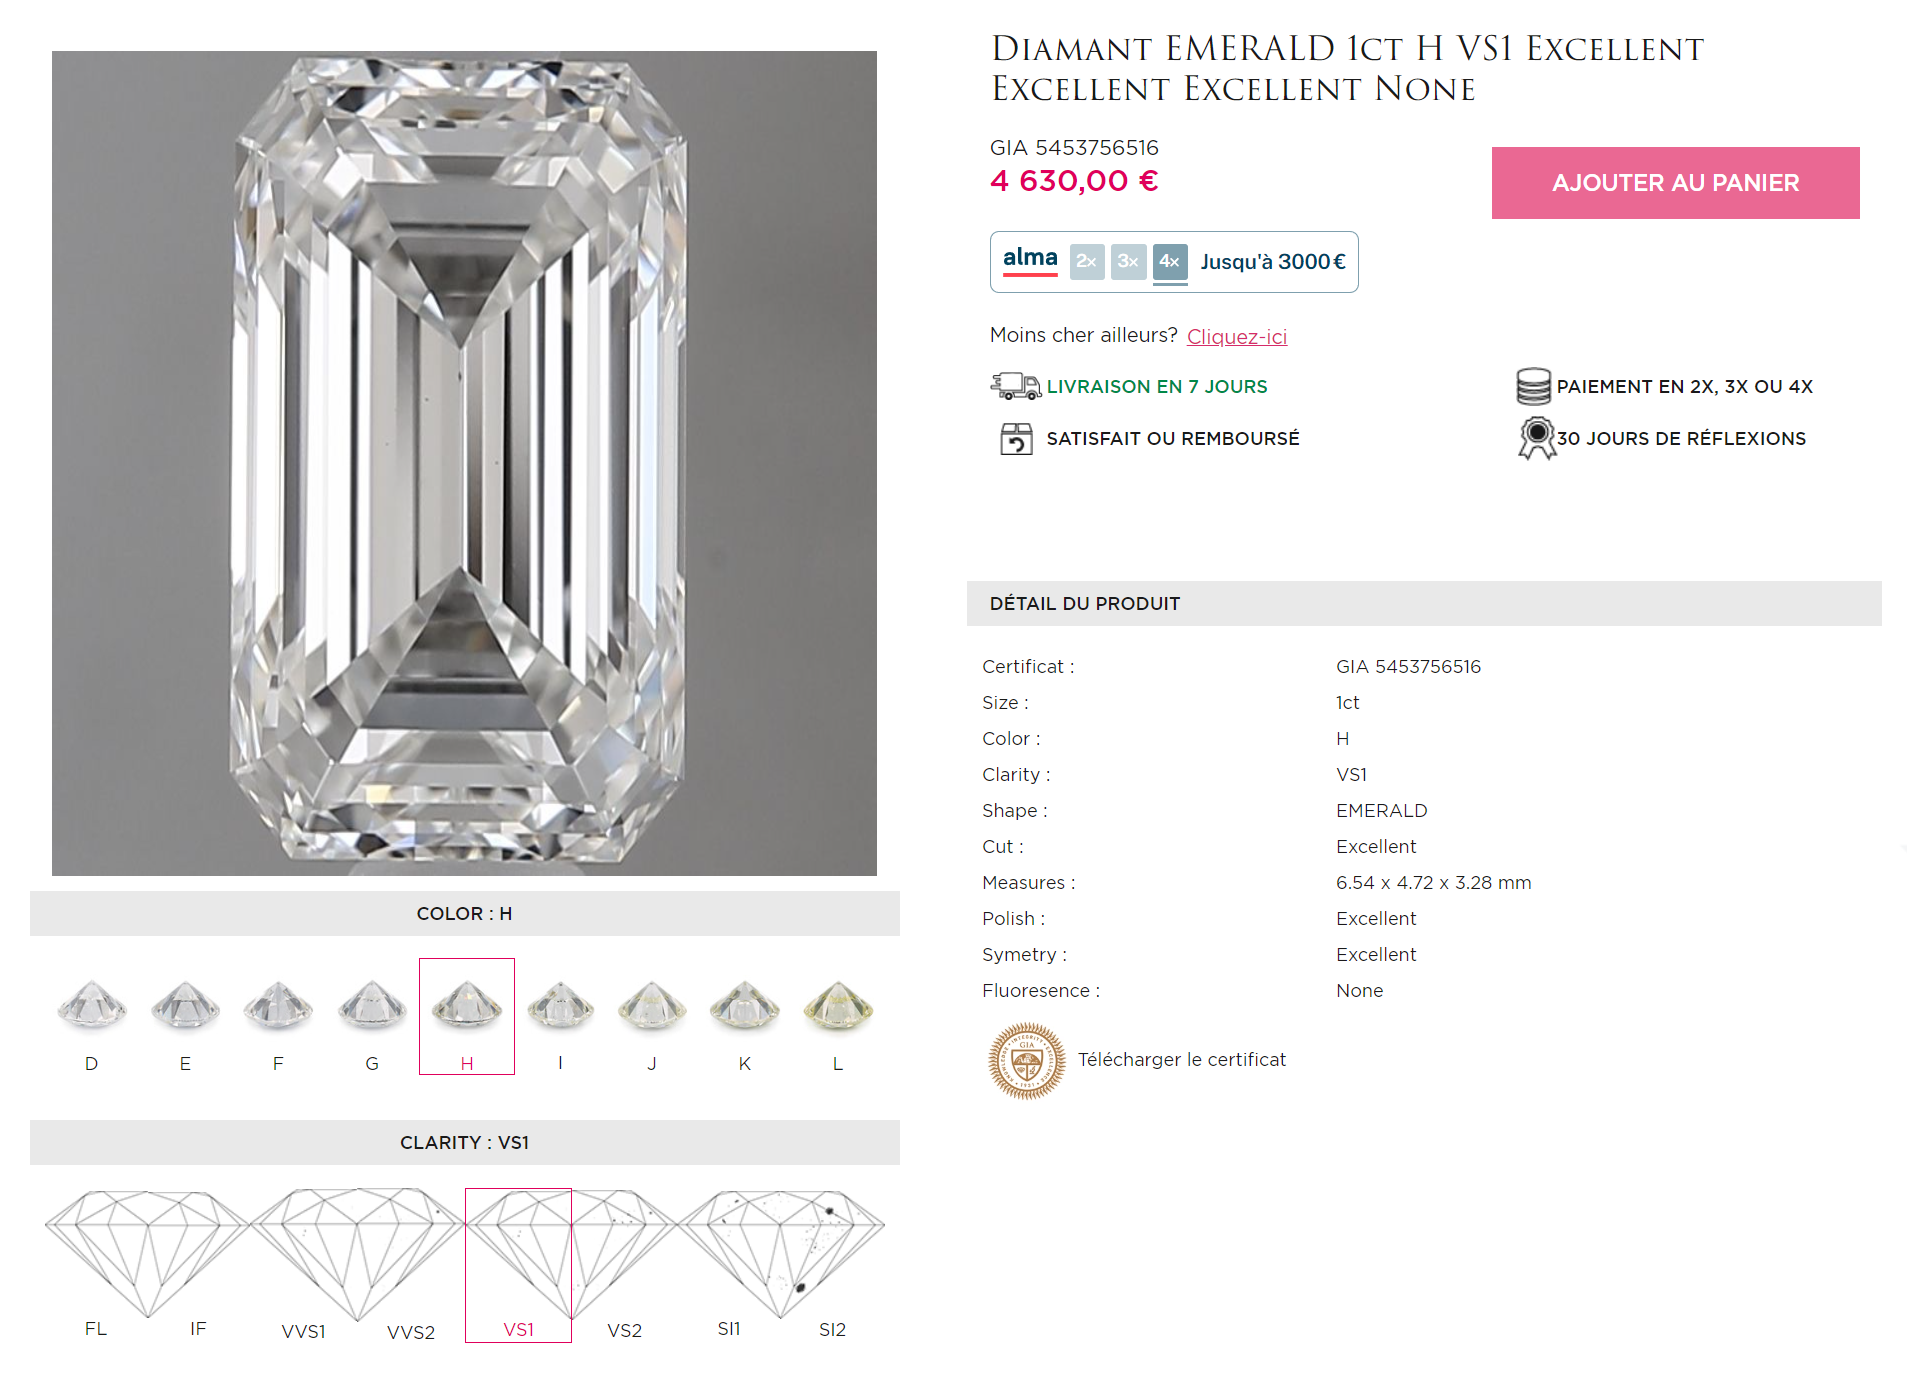 Diamant EMERALD 1ct H VS1 Excellent
Excellent Excellent None
GIA 5453756516
4 630,00 €
AJOUTER AU PANIER
alma 2x 3x 4x Jusqu'à 3000 €
Moins cher ailleurs? Cliquez-ici
LIVRAISON EN 7 JOURS
PAIEMENT EN 2X, 3X OU 4X
SATISFAIT OU REMBOURSÉ
30 JOURS DE RÉFLEXIONS
DÉTAIL DU PRODUIT
Certificat : GIA 5453756516
Size : 1ct
Color : H
Clarity : VS1
Shape : EMERALD
Cut : Excellent
Measures : 6.54 x 4.72 x 3.28 mm
Polish : Excellent
Symetry : Excellent
Fluoresence : None
GIA
Télécharger le certificat
COLOR : H
D E F G H I J K L
CLARITY : VS1
FL IF VVS1 VVS2 VS1 VS2 SI1 SI2